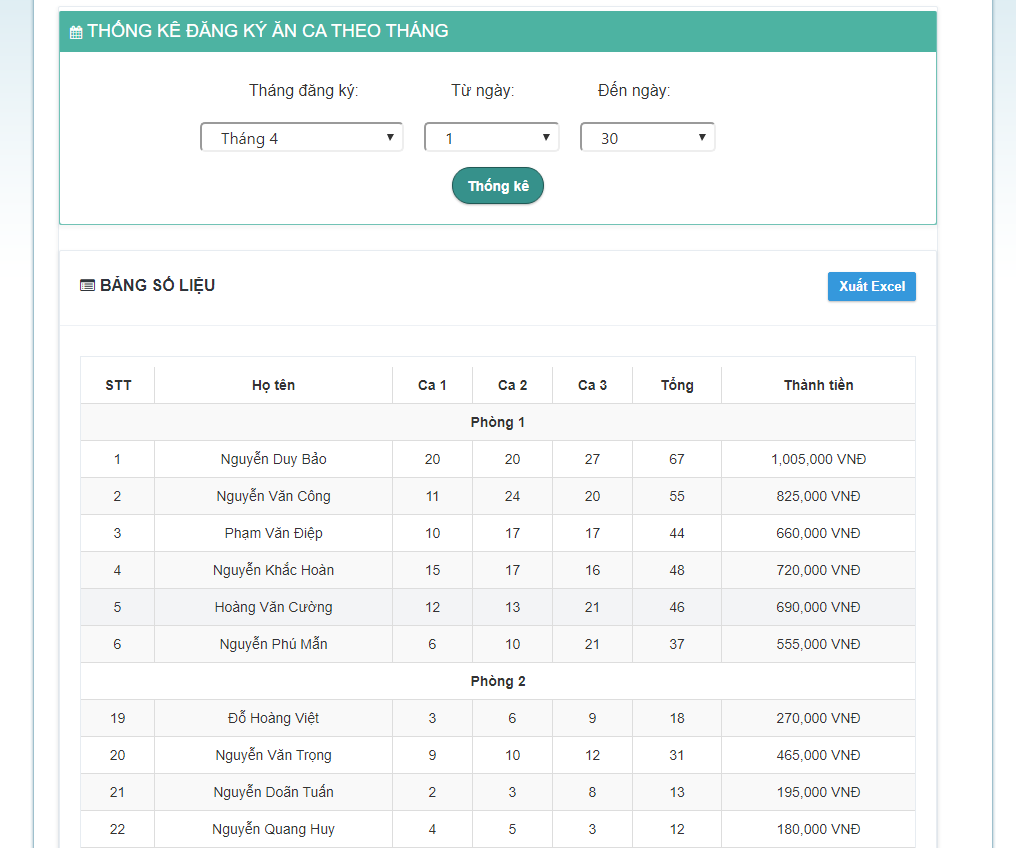 THỐNG KÊ ĐĂNG KÝ ĂN CA THEO THÁNG
Tháng đăng ký: Từ ngày: Đến ngày:
Tháng 4 1 30
Thống kê
BẢNG SỐ LIỆU Xuất Excel
STT Họ tên Ca 1 Ca 2 Ca 3 Tổng Thành tiền
Phòng 1
1 Nguyễn Duy Bảo 20 20 27 67 1,005,000 VNĐ
2 Nguyễn Văn Công 11 24 20 55 825,000 VNĐ
3 Phạm Văn Điệp 10 17 17 44 660,000 VNĐ
4 Nguyễn Khắc Hoàn 15 17 16 48 720,000 VNĐ
5 Hoàng Văn Cường 12 13 21 46 690,000 VNĐ
6 Nguyễn Phú Mẫn 6 10 21 37 555,000 VNĐ
Phòng 2
19 Đỗ Hoàng Việt 3 6 9 18 270,000 VNĐ
20 Nguyễn Văn Trọng 9 10 12 31 465,000 VNĐ
21 Nguyễn Doãn Tuấn 2 3 8 13 195,000 VNĐ
22 Nguyễn Quang Huy 4 5 3 12 180,000 VNĐ